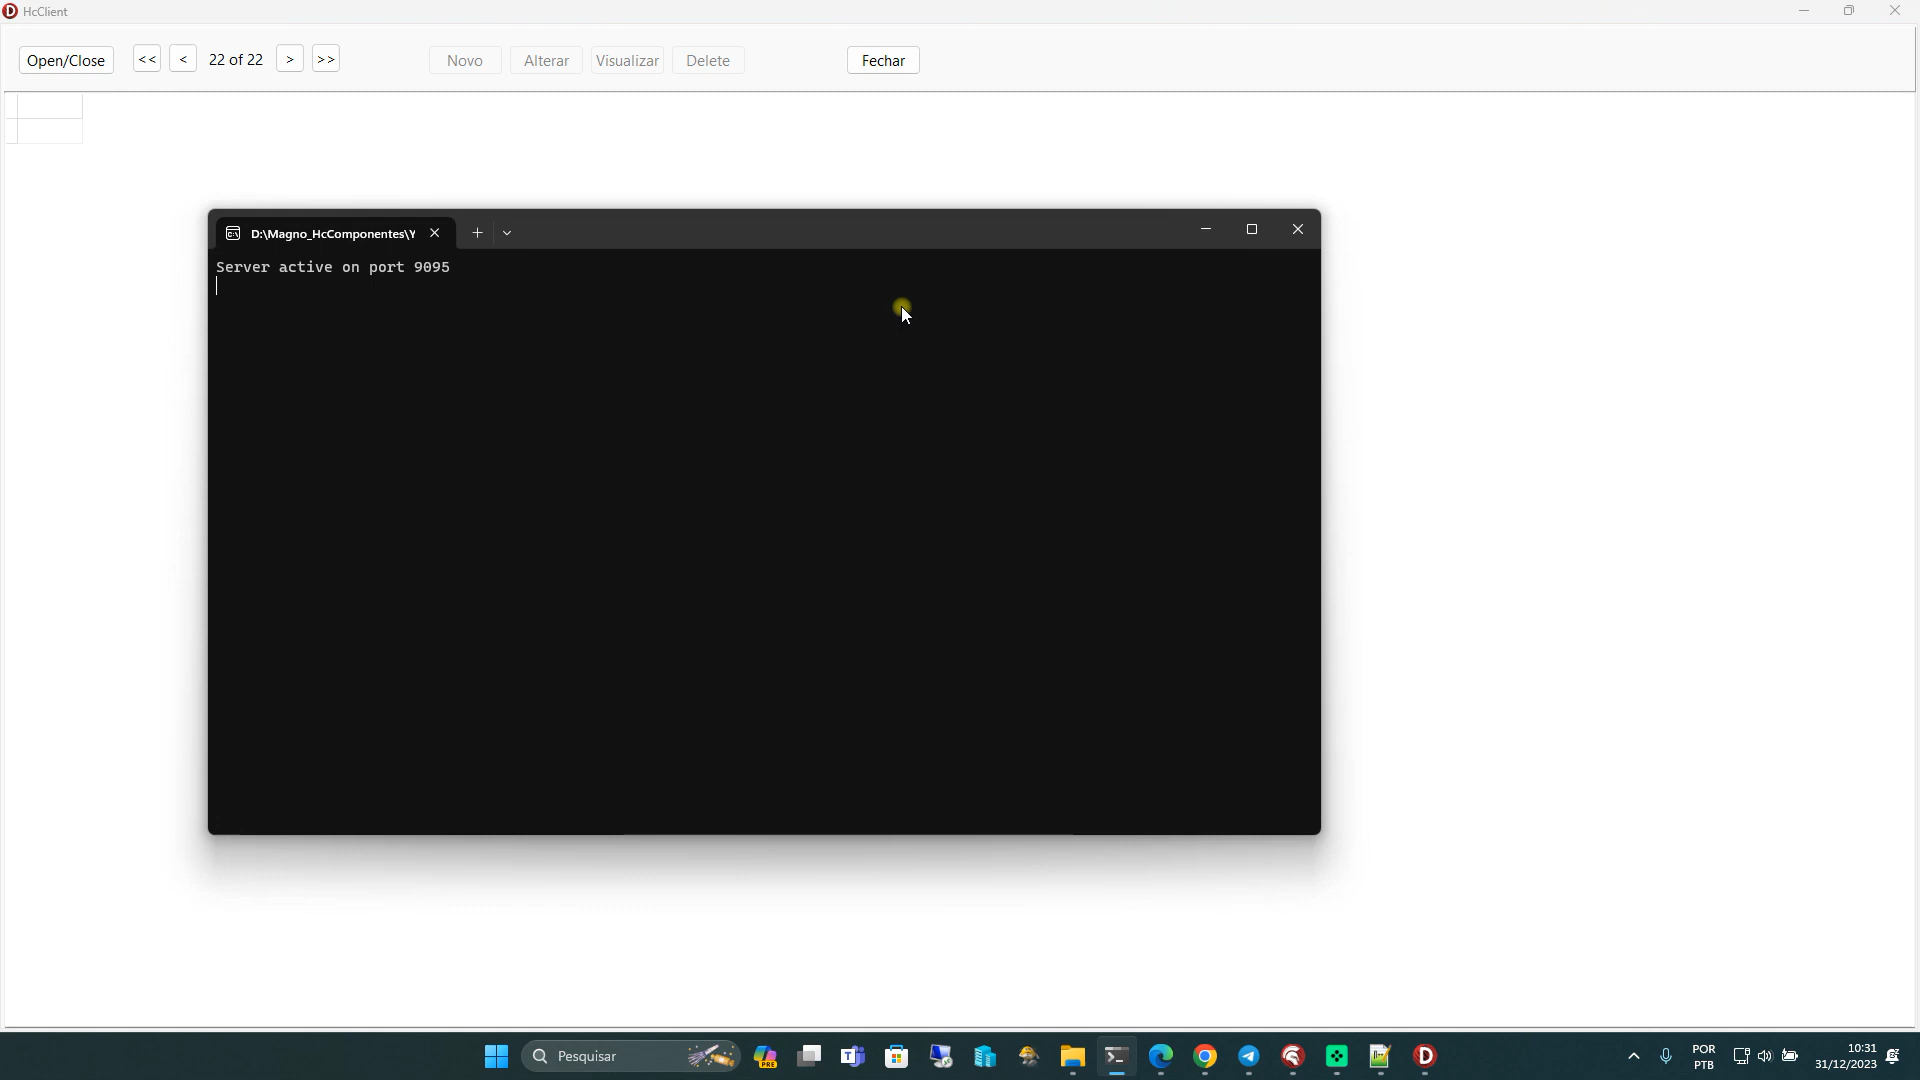 HcClient
Open/Close << < 22 of 22 > >> Novo Alterar Visualizar Delete Fechar
D:\Magno_HcComponentes\Y
Server active on port 9095
Pesquisar
PRE
POR
PTB
10:31
31/12/2023